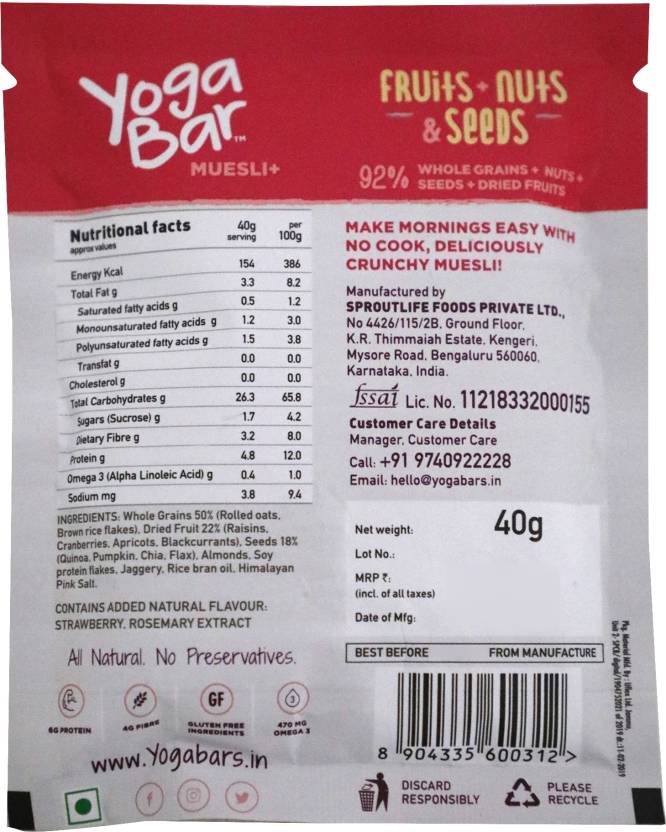 Yoga
Bar™
MUESLI+
FRUITS + NUTS
& SEEDS
92% WHOLE GRAINS + NUTS +
SEEDS + DRIED FRUITS
Nutritional facts 40g per
approx values serving 100g
Energy Kcal 154 386
Total Fat g 3.3 8.2
Saturated fatty acids g 0.5 1.2
Monounsaturated fatty acids g 1.2 3.0
Polyunsaturated fatty acids g 1.5 3.8
Transfat g 0.0 0.0
Cholesterol g 0.0 0.0
Total Carbohydrates g 26.3 65.8
Sugars (Sucrose) g 1.7 4.2
Dietary Fibre g 3.2 8.0
Protein g 4.8 12.0
Omega 3 (Alpha Linoleic Acid) g 0.4 1.0
Sodium mg 3.8 9.4
INGREDIENTS: Whole Grains 50% (Rolled oats,
Brown rice flakes), Dried Fruit 22% (Raisins,
Cranberries, Apricots, Blackcurrants), Seeds 18%
(Quinoa, Pumpkin, Chia, Flax), Almonds, Soy
protein flakes, Jaggery, Rice bran oil, Himalayan
Pink Salt.
CONTAINS ADDED NATURAL FLAVOUR:
STRAWBERRY, ROSEMARY EXTRACT
All Natural. No Preservatives.
GF
3
6G PROTEIN
4G FIBRE
GLUTEN FREE
INGREDIENTS
470 MG
OMEGA 3
www.Yogabars.in
MAKE MORNINGS EASY WITH
NO COOK, DELICIOUSLY
CRUNCHY MUESLI!
Manufactured by
SPROUTLIFE FOODS PRIVATE LTD.,
No 4426/115/2B, Ground Floor,
K.R. Thimmaiah Estate, Kengeri,
Mysore Road, Bengaluru 560060,
Karnataka, India.
fssai Lic. No. 11218332000155
Customer Care Details
Manager, Customer Care
Call: +91 9740922228
Email: hello@yogabars.in
Net weight: 40g
Lot No.:
MRP ₹:
(incl. of all taxes)
Date of Mfg:
BEST BEFORE FROM MANUFACTURE
8 904335 600312 >
DISCARD
RESPONSIBLY
PLEASE
RECYCLE
Pkg. Material Mfd. By : Uflex Ltd. Jammu,